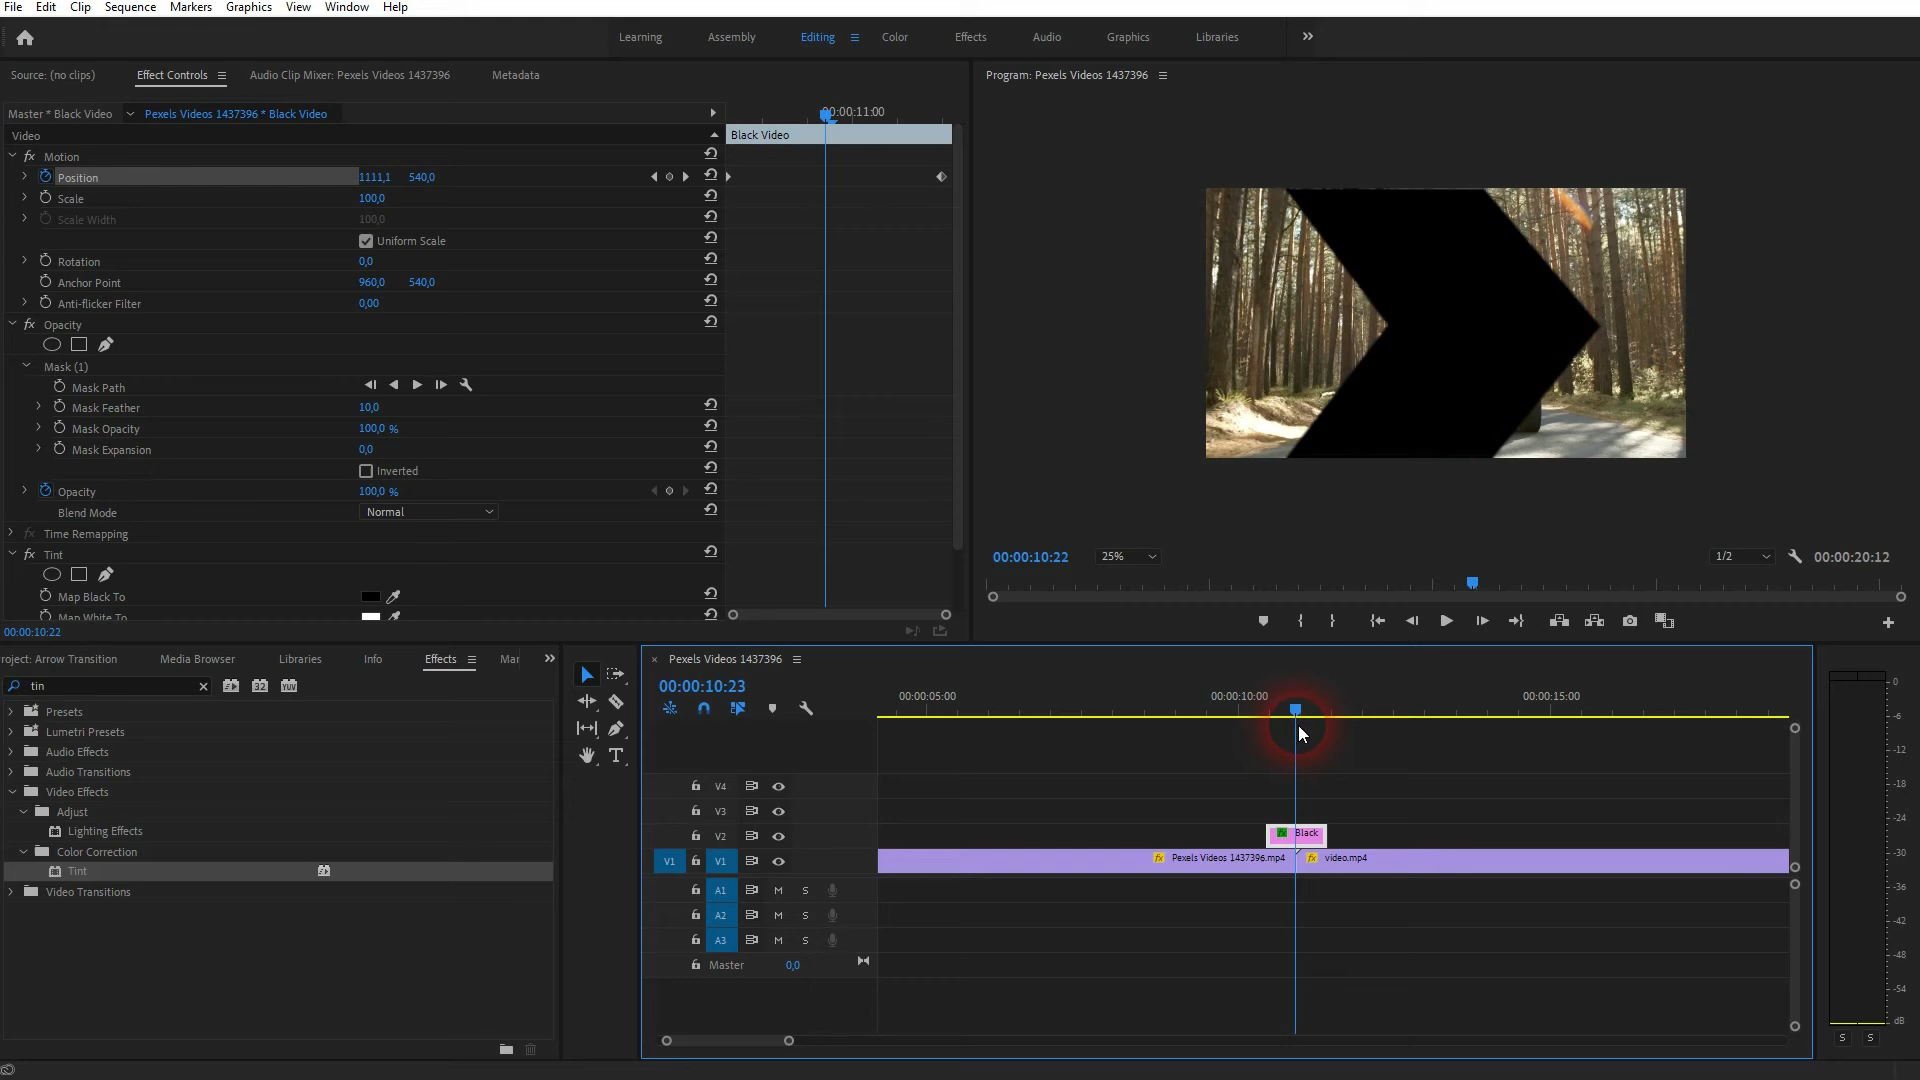 File Edit Clip Sequence Markers Graphics View Window Help
Learning Assembly Editing Color Effects Audio Graphics Libraries
Source: (no clips) Effect Controls Audio Clip Mixer: Pexels Videos 1437396 Metadata
Program: Pexels Videos 1437396
Master * Black Video Pexels Videos 1437396 * Black Video
00:00:11:00
Video
Black Video
fx Motion
Position 1111,1 540,0
Scale 100,0
Scale Width 100,0
Uniform Scale
Rotation 0,0
Anchor Point 960,0 540,0
Anti-flicker Filter 0,00
fx Opacity
Mask (1)
Mask Path
Mask Feather 10,0
Mask Opacity 100,0 %
Mask Expansion 0,0
Inverted
Opacity 100,0 %
Blend Mode Normal
fx Time Remapping
fx Tint
Map Black To
Map White To
00:00:10:22
00:00:10:22 25% 1/2 00:00:20:12
roject: Arrow Transition Media Browser Libraries Info Effects Mar
tin 32 YUV
Presets
Lumetri Presets
Audio Effects
Audio Transitions
Video Effects
Adjust
Lighting Effects
Color Correction
Tint
Video Transitions
Pexels Videos 1437396
00:00:10:23
00:00:05:00 00:00:10:00 00:00:15:00
V4
V3
V2 fx Black
V1 V1 fx Pexels Videos 1437396.mp4 fx video.mp4
A1 M S
A2 M S
A3 M S
Master 0,0
0
-6
-12
-18
-24
-30
-36
-42
-48
-54
dB
S S